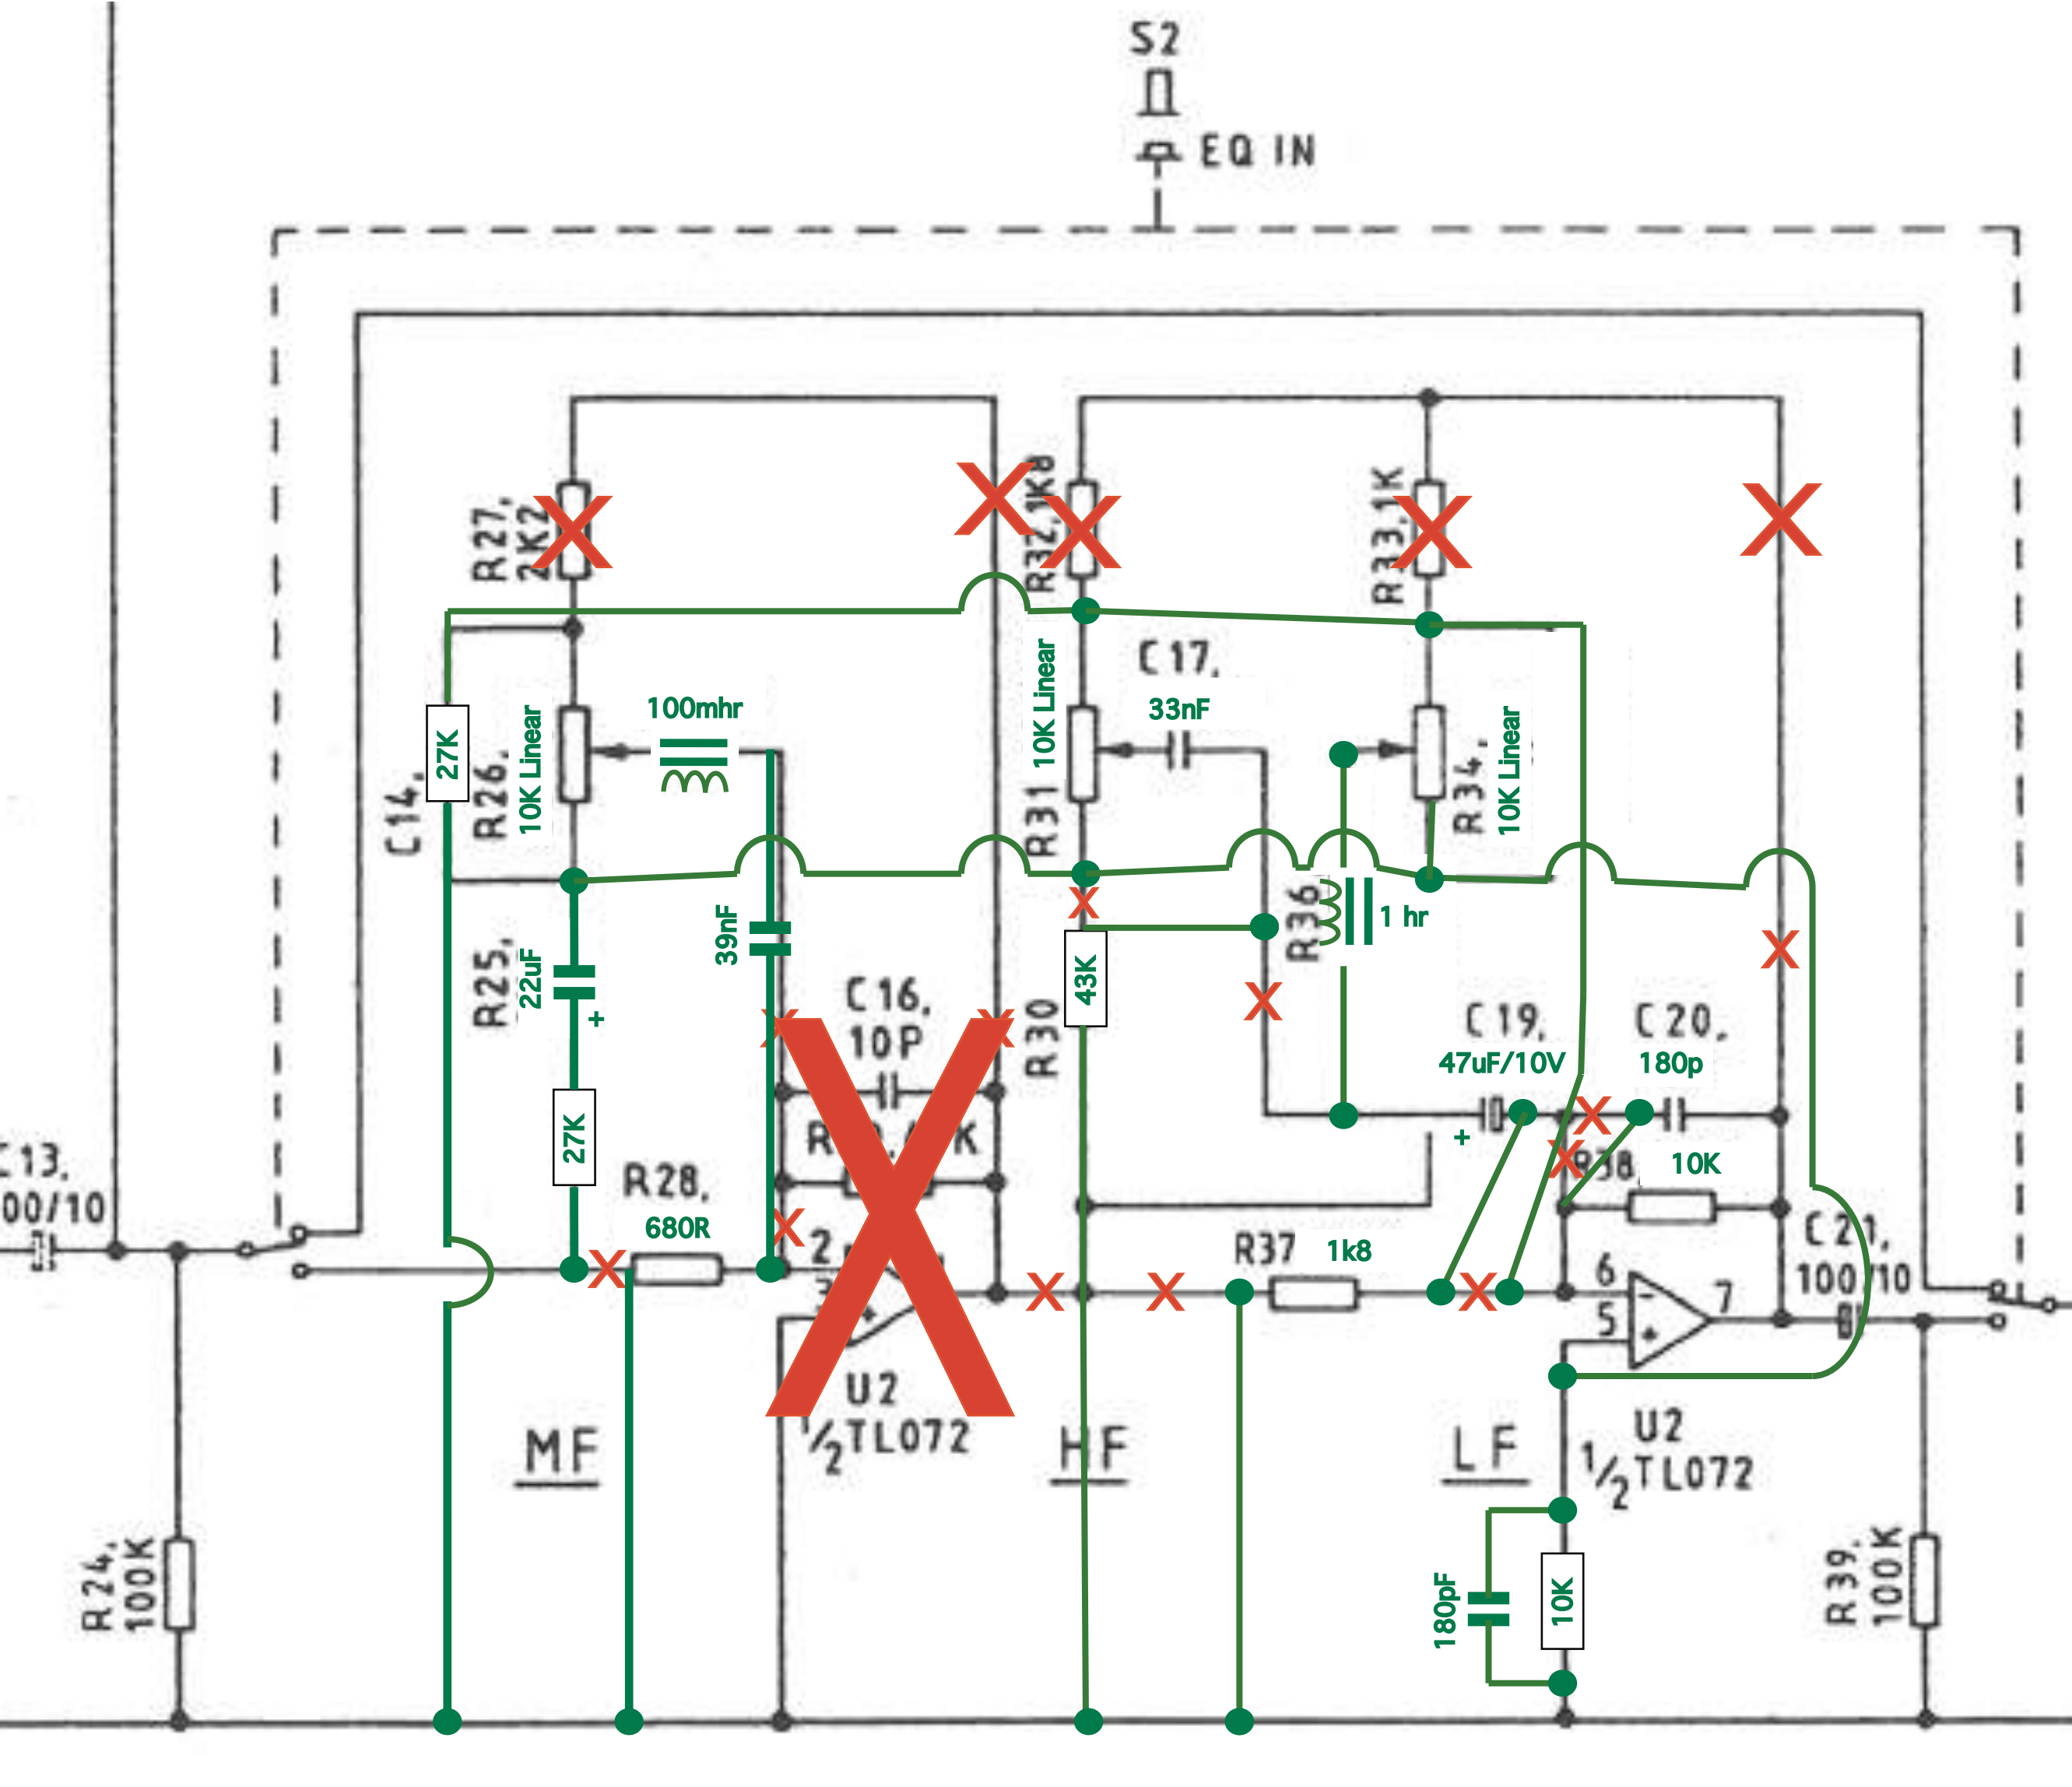 S2
EQ IN
R27,
2K2
R32,1K8
R33,1K
C17,
33nF
100mhr
27K
C14,
R26,
10K Linear
10K Linear
R31
R34,
10K Linear
R25,
22uF
+
39nF
R36
1 hr
C16,
10P
43K
R30
C19,
47uF/10V
+
C20,
180p
C13,
00/10
27K
R28,
680R
R38,
10K
R37
1k8
C21,
100/10
2
6
5
7
-
+
U2
½TL072
MF
HF
LF
U2
½TL072
R24,
100K
180pF
10K
R39,
100K